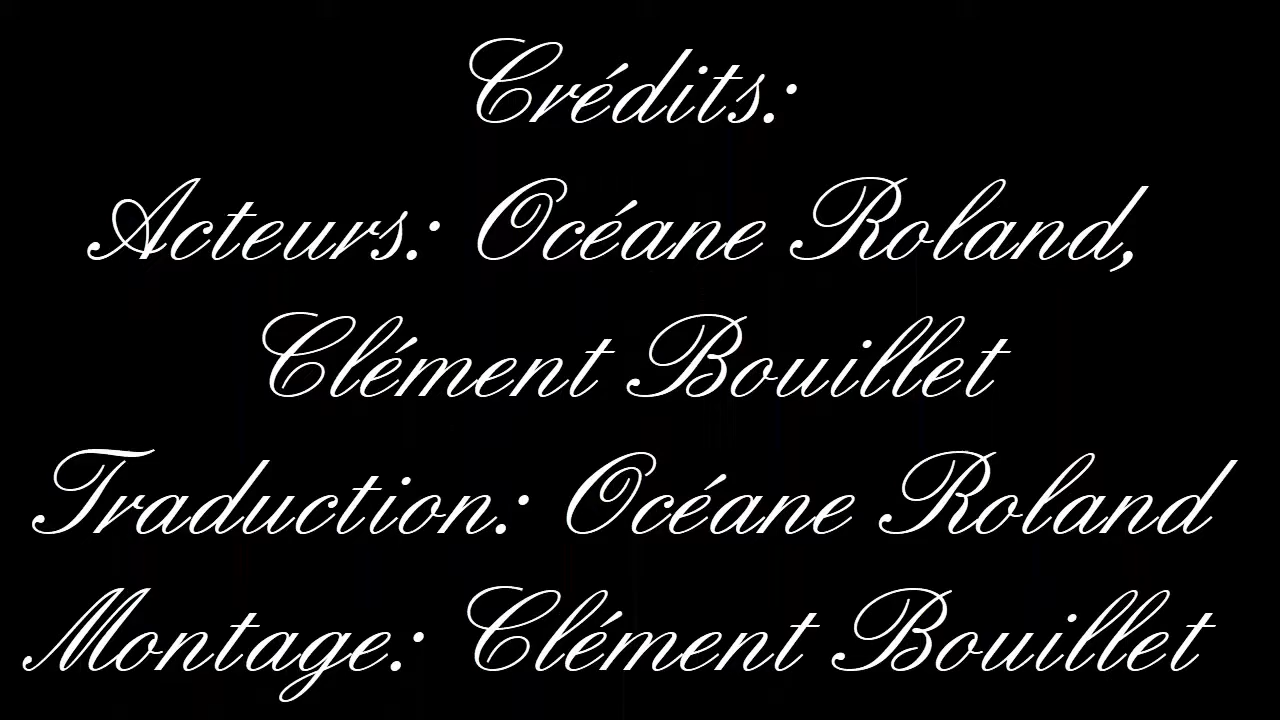 Crédits:
Acteurs: Océane Roland,
Clément Bouillet
Traduction: Océane Roland
Montage: Clément Bouillet